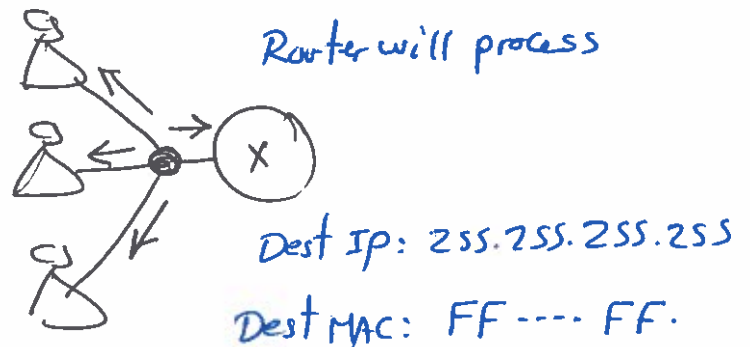 Router will process
X
Dest IP: 255.255.255.255
Dest MAC: FF ---- FF.